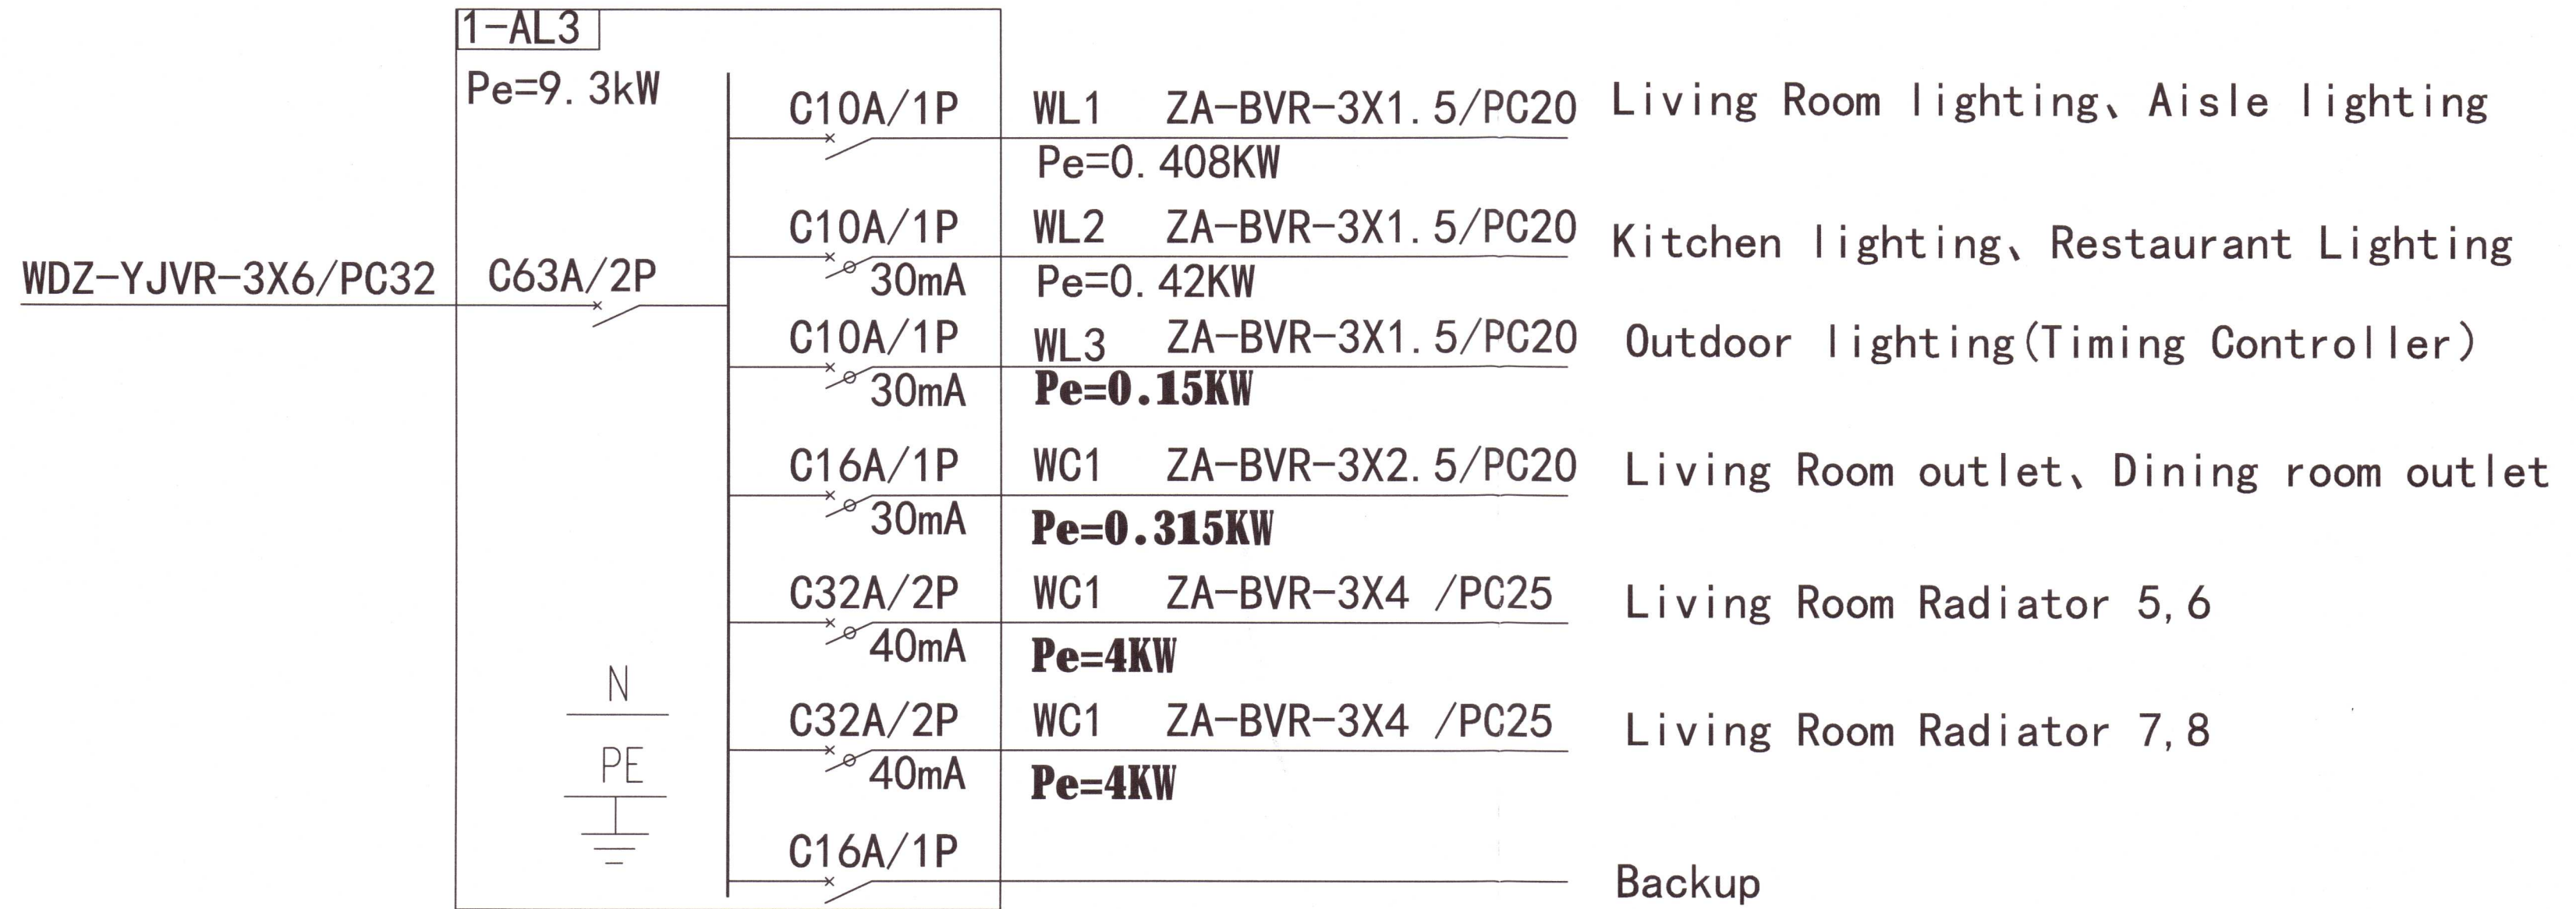 1-AL3
Pe=9.3kW
C10A/1P WL1 ZA-BVR-3X1.5/PC20 Living Room lighting、Aisle lighting
Pe=0.408KW
C10A/1P WL2 ZA-BVR-3X1.5/PC20 Kitchen lighting、Restaurant Lighting
30mA Pe=0.42KW
WDZ-YJVR-3X6/PC32 C63A/2P
C10A/1P WL3 ZA-BVR-3X1.5/PC20 Outdoor lighting(Timing Controller)
30mA Pe=0.15KW
C16A/1P WC1 ZA-BVR-3X2.5/PC20 Living Room outlet、Dining room outlet
30mA Pe=0.315KW
C32A/2P WC1 ZA-BVR-3X4 /PC25 Living Room Radiator 5,6
40mA Pe=4KW
N
C32A/2P WC1 ZA-BVR-3X4 /PC25 Living Room Radiator 7,8
PE
40mA Pe=4KW
C16A/1P Backup